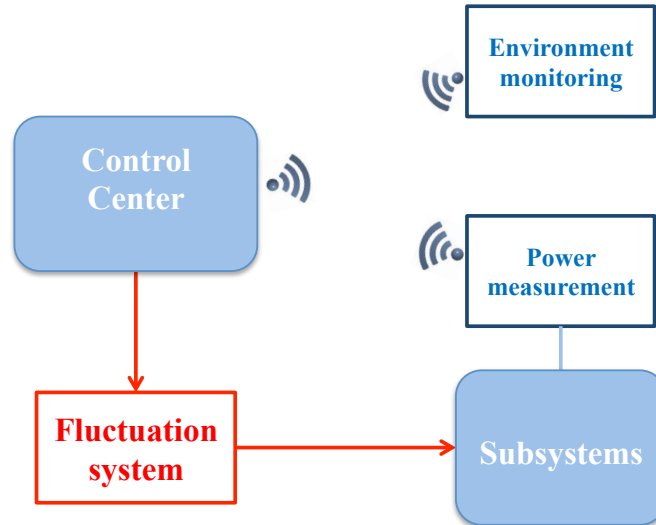 Environment
monitoring
Control
Center
Power
measurement
Fluctuation
system
Subsystems